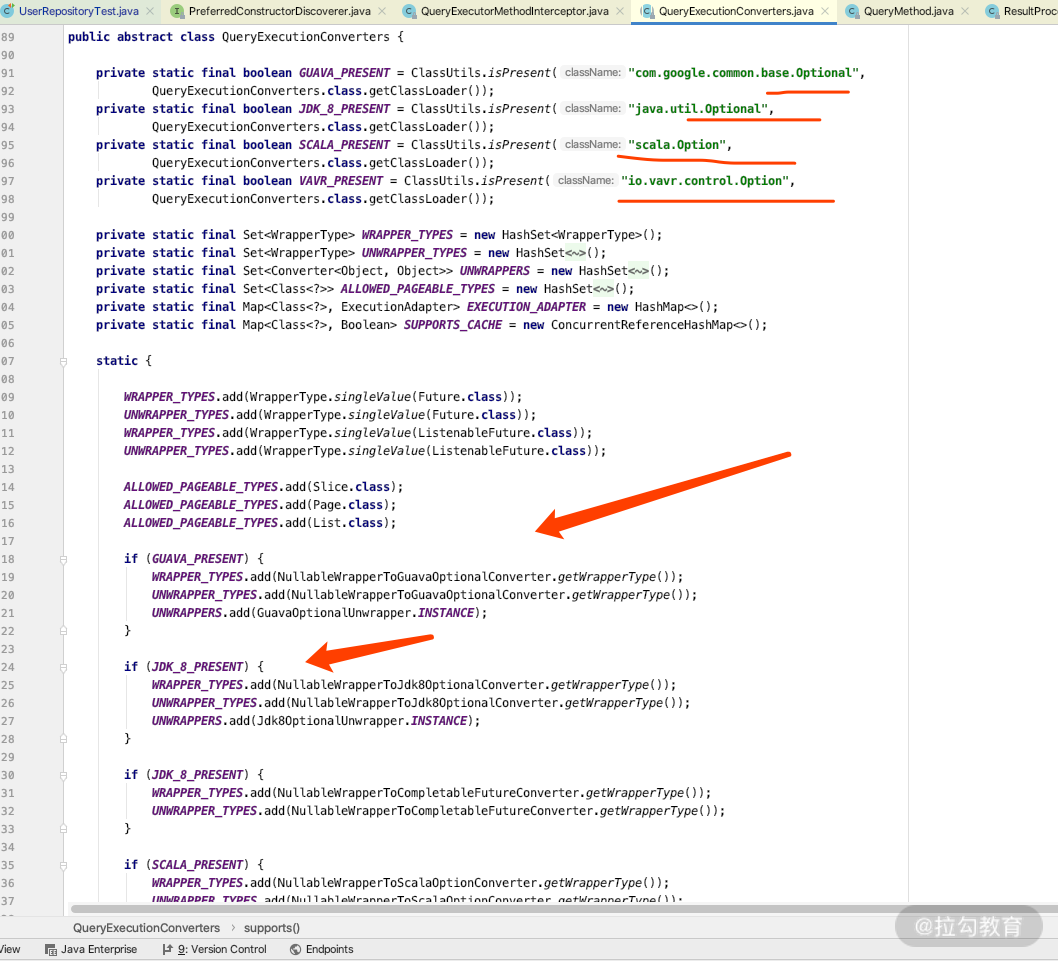 UserRepositoryTest.java PreferredConstructorDiscoverer.java QueryExecutorMethodInterceptor.java QueryExecutionConverters.java QueryMethod.java ResultProc
89 public abstract class QueryExecutionConverters {
90
91 private static final boolean GUAVA_PRESENT = ClassUtils.isPresent( className: "com.google.common.base.Optional",
92 QueryExecutionConverters.class.getClassLoader());
93 private static final boolean JDK_8_PRESENT = ClassUtils.isPresent( className: "java.util.Optional",
94 QueryExecutionConverters.class.getClassLoader());
95 private static final boolean SCALA_PRESENT = ClassUtils.isPresent( className: "scala.Option",
96 QueryExecutionConverters.class.getClassLoader());
97 private static final boolean VAVR_PRESENT = ClassUtils.isPresent( className: "io.vavr.control.Option",
98 QueryExecutionConverters.class.getClassLoader());
99
00 private static final Set<WrapperType> WRAPPER_TYPES = new HashSet<WrapperType>();
01 private static final Set<WrapperType> UNWRAPPER_TYPES = new HashSet<~>();
02 private static final Set<Converter<Object, Object>> UNWRAPPERS = new HashSet<~>();
03 private static final Set<Class<?>> ALLOWED_PAGEABLE_TYPES = new HashSet<~>();
04 private static final Map<Class<?>, ExecutionAdapter> EXECUTION_ADAPTER = new HashMap<>();
05 private static final Map<Class<?>, Boolean> SUPPORTS_CACHE = new ConcurrentReferenceHashMap<>();
06
07 static {
08
09 WRAPPER_TYPES.add(WrapperType.singleValue(Future.class));
10 UNWRAPPER_TYPES.add(WrapperType.singleValue(Future.class));
11 WRAPPER_TYPES.add(WrapperType.singleValue(ListenableFuture.class));
12 UNWRAPPER_TYPES.add(WrapperType.singleValue(ListenableFuture.class));
13
14 ALLOWED_PAGEABLE_TYPES.add(Slice.class);
15 ALLOWED_PAGEABLE_TYPES.add(Page.class);
16 ALLOWED_PAGEABLE_TYPES.add(List.class);
17
18 if (GUAVA_PRESENT) {
19 WRAPPER_TYPES.add(NullableWrapperToGuavaOptionalConverter.getWrapperType());
20 UNWRAPPER_TYPES.add(NullableWrapperToGuavaOptionalConverter.getWrapperType());
21 UNWRAPPERS.add(GuavaOptionalUnwrapper.INSTANCE);
22 }
23
24 if (JDK_8_PRESENT) {
25 WRAPPER_TYPES.add(NullableWrapperToJdk8OptionalConverter.getWrapperType());
26 UNWRAPPER_TYPES.add(NullableWrapperToJdk8OptionalConverter.getWrapperType());
27 UNWRAPPERS.add(Jdk8OptionalUnwrapper.INSTANCE);
28 }
29
30 if (JDK_8_PRESENT) {
31 WRAPPER_TYPES.add(NullableWrapperToCompletableFutureConverter.getWrapperType());
32 UNWRAPPER_TYPES.add(NullableWrapperToCompletableFutureConverter.getWrapperType());
33 }
34
35 if (SCALA_PRESENT) {
36 WRAPPER_TYPES.add(NullableWrapperToScalaOptionConverter.getWrapperType());
37 UNWRAPPER_TYPES.add(NullableWrapperToScalaOptionConverter.getWrapperType());
QueryExecutionConverters › supports()
@拉勾教育
View Java Enterprise 9: Version Control Endpoints